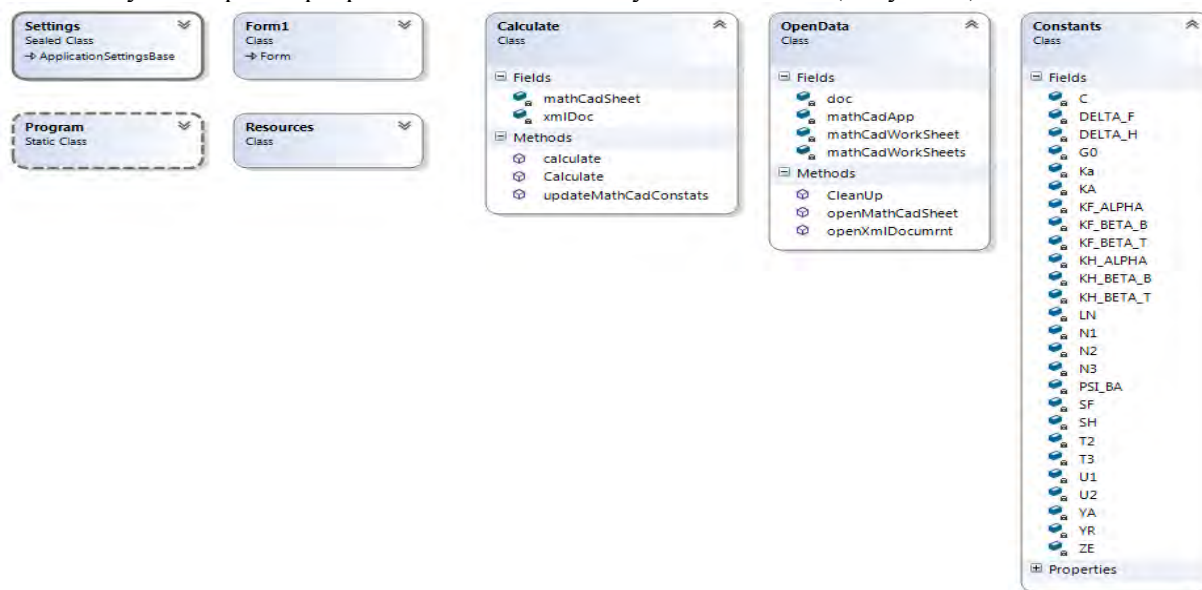 Settings
Sealed Class
ApplicationSettingsBase
Form1
Class
Form
Program
Static Class
Resources
Class
Calculate
Class
Fields
mathCadSheet
xmlDoc
Methods
calculate
Calculate
updateMathCadConstats
OpenData
Class
Fields
doc
mathCadApp
mathCadWorkSheet
mathCadWorkSheets
Methods
CleanUp
openMathCadSheet
openXmlDocumrnt
Constants
Class
Fields
C
DELTA_F
DELTA_H
G0
Ka
KA
KF_ALPHA
KF_BETA_B
KF_BETA_T
KH_ALPHA
KH_BETA_B
KH_BETA_T
LN
N1
N2
N3
PSI_BA
SF
SH
T2
T3
U1
U2
YA
YR
ZE
Properties